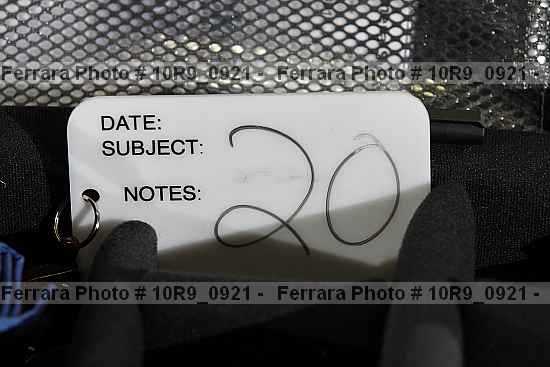 Ferrara Photo # 10R9_0921 - Ferrara Photo # 10R9_0921 -
DATE:
SUBJECT:
20
NOTES:
Ferrara Photo # 10R9_0921 - Ferrara Photo # 10R9_0921 -